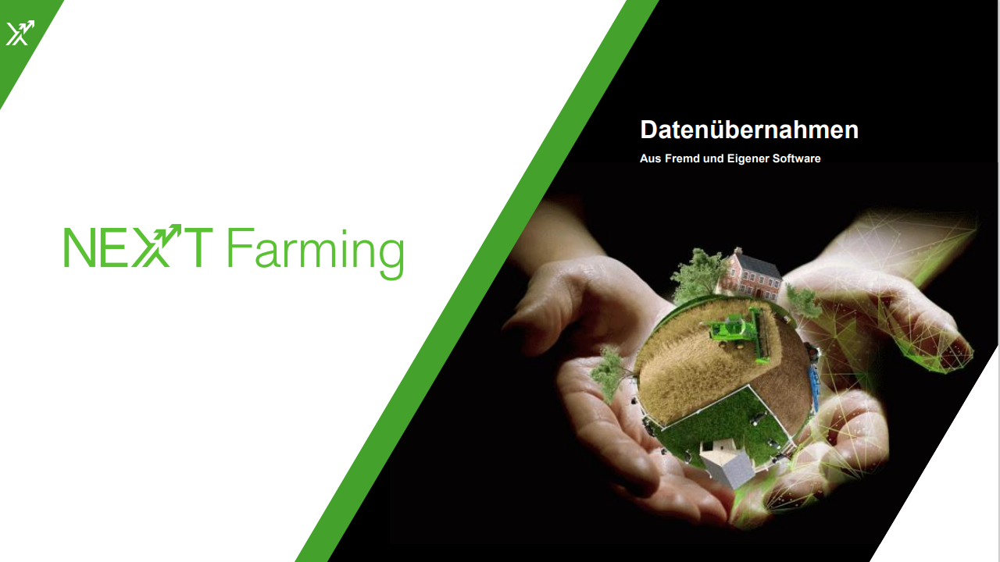 NEXT Farming
Datenübernahmen
Aus Fremd und Eigener Software